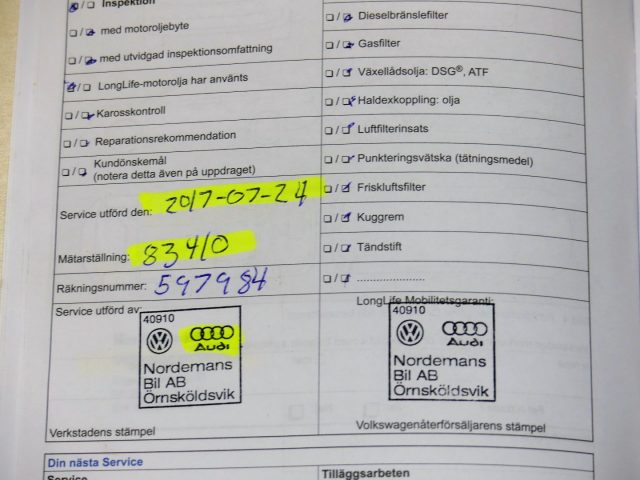 Inspektion
□ / □ med motoroljebyte
□ / □ med utvidgad inspektionsomfattning
□ / □ LongLife-motorolja har använts
□ / □ Karosskontroll
□ / □ Reparationsrekommendation
□ / □ Kundönskemål
(notera detta även på uppdraget)
Service utförd den: 2017-07-24
Mätarställning: 83410
Räkningsnummer: 597984
Service utförd av:
40910
VW Audi
Nordemans
Bil AB
Örnsköldsvik
Verkstadens stämpel
□ / □ Dieselbränslefilter
□ / □ Gasfilter
□ / □ Växellådsolja: DSG®, ATF
□ / □ Haldexkoppling: olja
□ / □ Luftfilterinsats
□ / □ Punkteringsvätska (tätningsmedel)
□ / □ Friskluftsfilter
□ / □ Kuggrem
□ / □ Tändstift
□ / □ .....................
LongLife Mobilitetsgaranti:
40910
VW Audi
Nordemans
Bil AB
Örnsköldsvik
Volkswagenåterförsäljarens stämpel
Din nästa Service
Service
Tilläggsarbeten